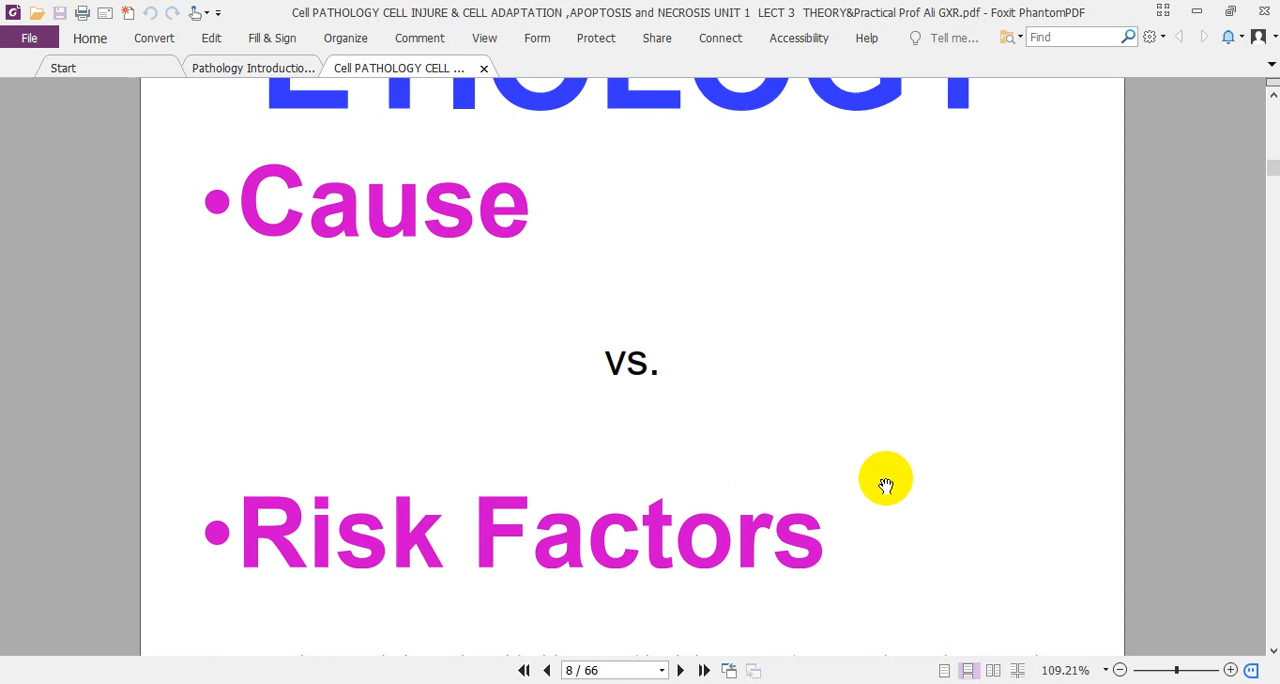 Cell PATHOLOGY CELL INJURE & CELL DAPTATION ,APOPTOSIS and NECROSIS UNIT 1 LECT 3 THEORY&Practical Prof Ali GXR.pdf - Foxit PhantomPDF
File Home Convert Edit Fill & Sign Organize Comment View Form Protect Share Connect Accessibility Help Tell me... Find
Start Pathology Introductio... Cell PATHOLOGY CELL ...
•Cause
vs.
•Risk Factors
8 / 66 109.21%